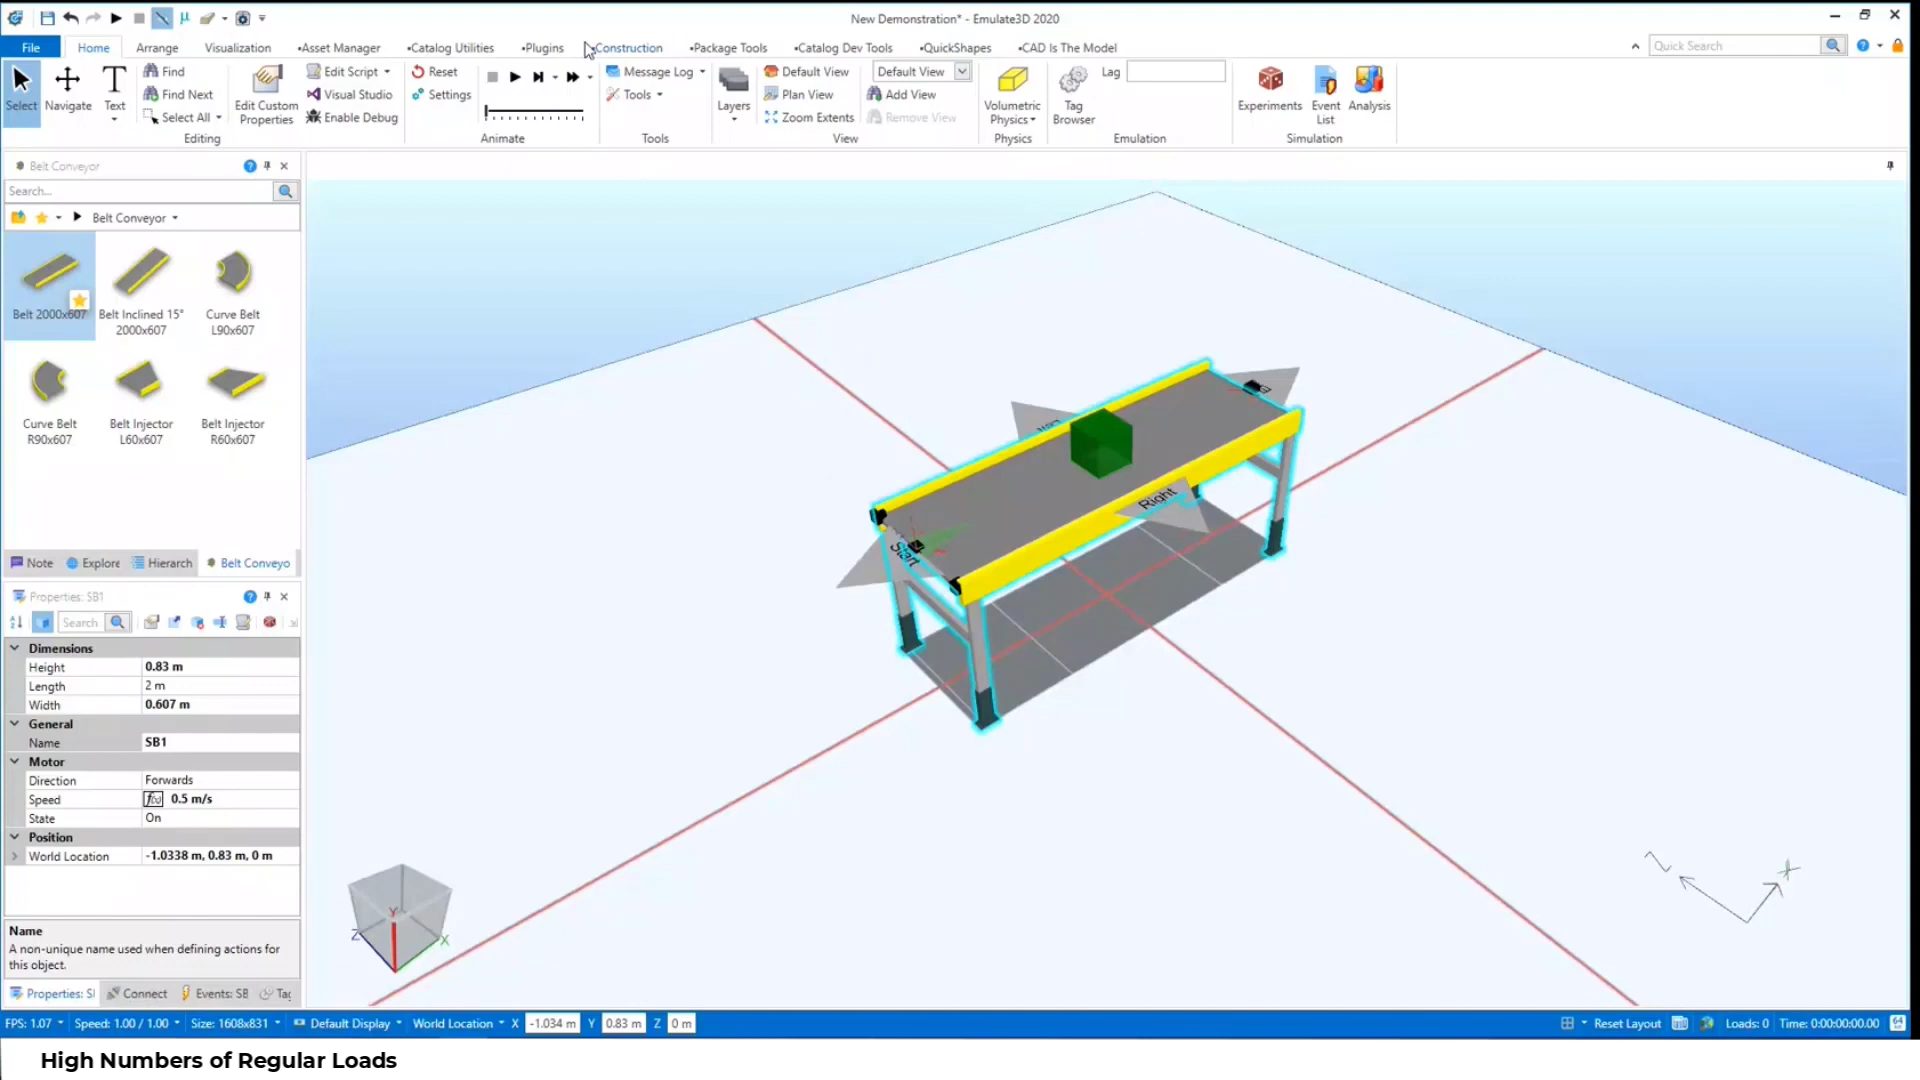 New Demonstration* - Emulate3D 2020
File
Home
Arrange
Visualization
•Asset Manager
•Catalog Utilities
•Plugins
Construction
•Package Tools
•Catalog Dev Tools
•QuickShapes
•CAD Is The Model
Quick Search
Select
Navigate
Text
Find
Find Next
Select All
Edit Custom
Properties
Edit Script
Visual Studio
Enable Debug
Reset
Settings
Message Log
Tools
Layers
Default View
Plan View
Zoom Extents
Default View
Add View
Remove View
Volumetric
Physics
Tag
Browser
Lag
Experiments
Event
List
Analysis
Editing
Animate
Tools
View
Physics
Emulation
Simulation
Belt Conveyor
Search...
Belt Conveyor
Belt 2000x607
Belt Inclined 15°
2000x607
Curve Belt
L90x607
Curve Belt
R90x607
Belt Injector
L60x607
Belt Injector
R60x607
Note
Explore
Hierarch
Belt Conveyo
Properties: SB1
Search
Dimensions
Height 0.83 m
Length 2 m
Width 0.607 m
General
Name SB1
Motor
Direction Forwards
Speed f(x) 0.5 m/s
State On
Position
World Location -1.0338 m, 0.83 m, 0 m
Name
A non-unique name used when defining actions for
this object.
Properties: SI
Connect
Events: SB
Tag
Start
Right
Y
Z
X
Z
X
FPS: 1.07
Speed: 1.00 / 1.00
Size: 1608x831
Default Display
World Location
X -1.034 m
Y 0.83 m
Z 0 m
Reset Layout
Loads: 0
Time: 0:00:00:00.00
64
High Numbers of Regular Loads